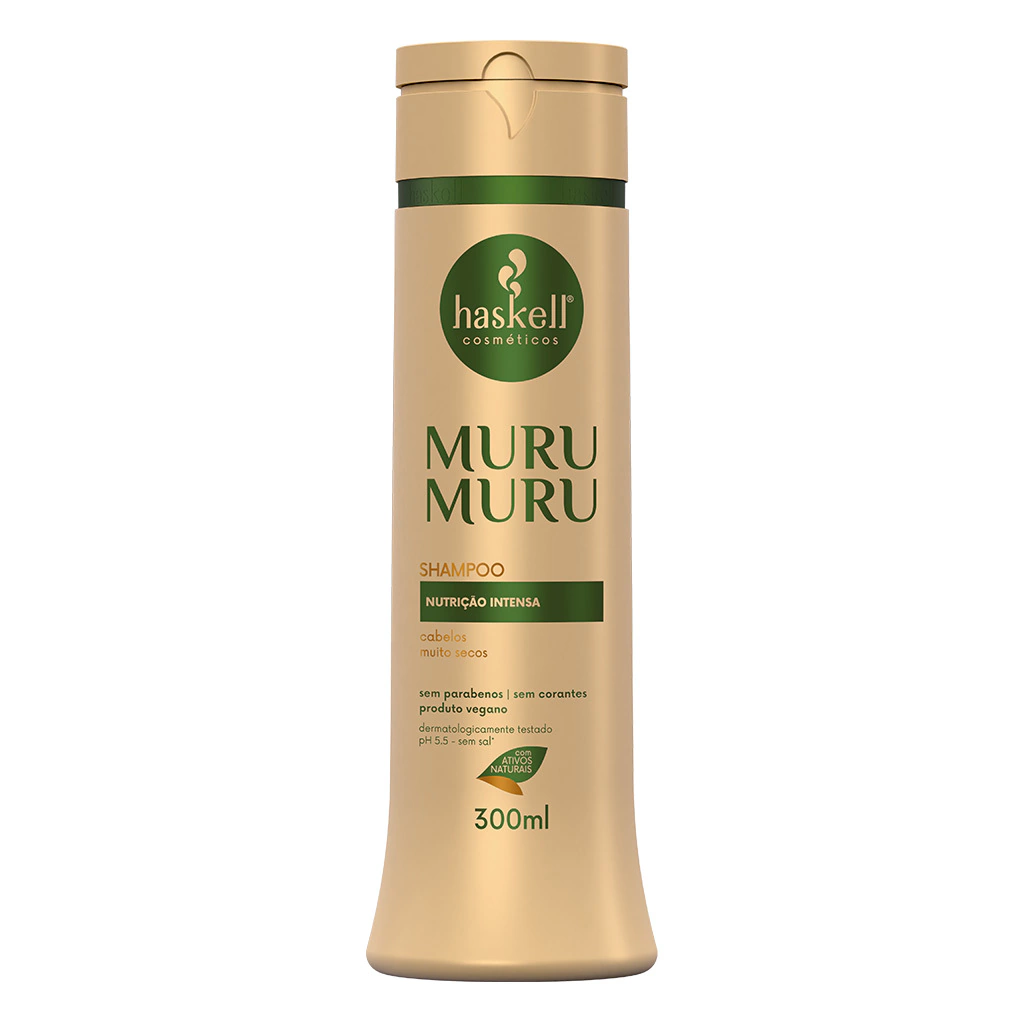 haskell
haskell®
cosméticos
MURU
MURU
SHAMPOO
NUTRIÇÃO INTENSA
cabelos
muito secos
sem parabenos | sem corantes
produto vegano
dermatologicamente testado
pH 5.5 - sem sal*
com
ATIVOS
NATURAIS
300ml